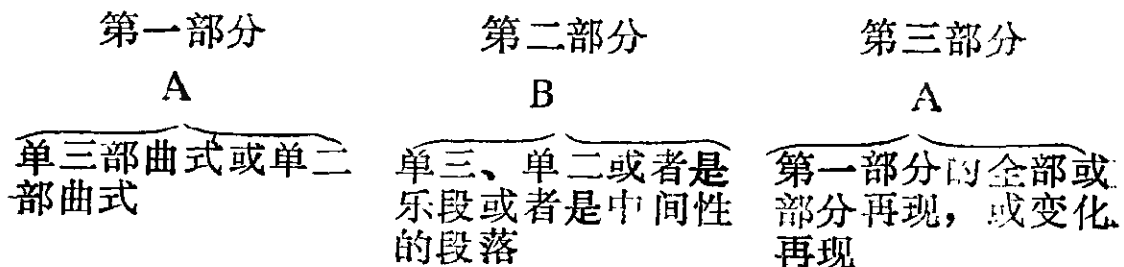 第一部分 第二部分 第三部分
A B A
单三部曲式或单二
部曲式
单三、单二或者是
乐段或者是中间性
的段落
第一部分的全部或
部分再现，或变化
再现